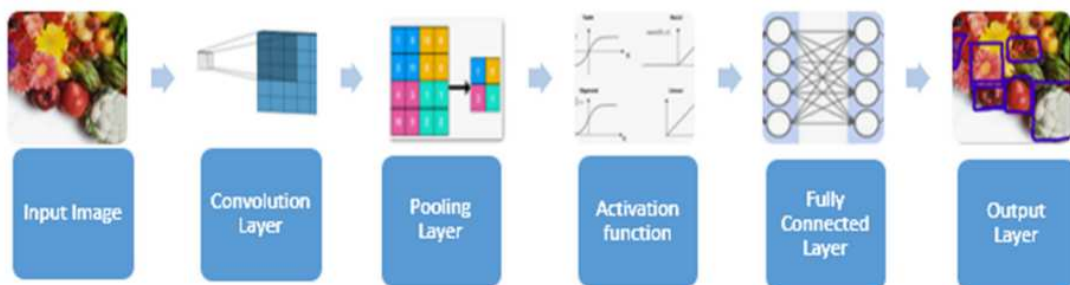 Input Image
Convolution
Layer
Pooling
Layer
Activation
function
Fully
Connected
Layer
Output
Layer